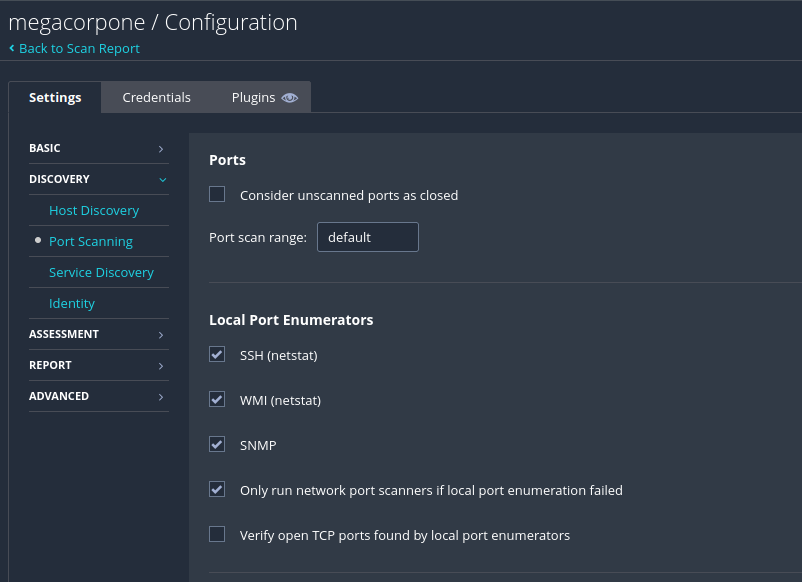 megacorpone / Configuration
Back to Scan Report
Settings
Credentials
Plugins
BASIC
DISCOVERY
Host Discovery
Port Scanning
Service Discovery
Identity
ASSESSMENT
REPORT
ADVANCED
Ports
Consider unscanned ports as closed
Port scan range: default
Local Port Enumerators
SSH (netstat)
WMI (netstat)
SNMP
Only run network port scanners if local port enumeration failed
Verify open TCP ports found by local port enumerators